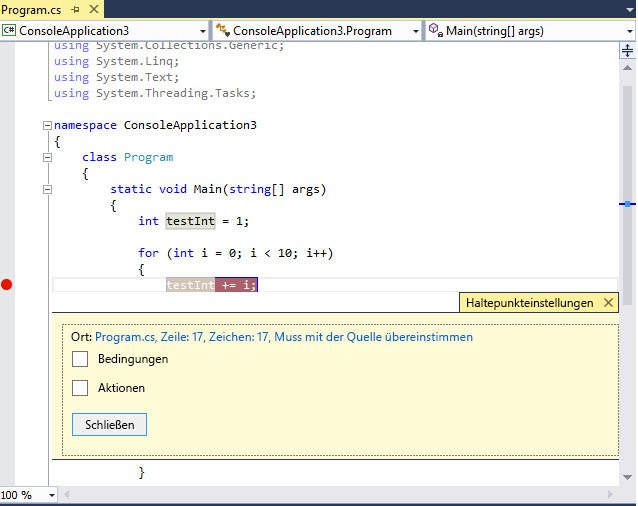 Program.cs
ConsoleApplication3
ConsoleApplication3.Program
Main(string[] args)
using System.Collections.Generic;
using System.Linq;
using System.Text;
using System.Threading.Tasks;
namespace ConsoleApplication3
{
class Program
{
static void Main(string[] args)
{
int testInt = 1;
for (int i = 0; i < 10; i++)
{
testInt += i;
Haltepunkteinstellungen
Ort: Program.cs, Zeile: 17, Zeichen: 17, Muss mit der Quelle übereinstimmen
Bedingungen
Aktionen
Schließen
}
100 %